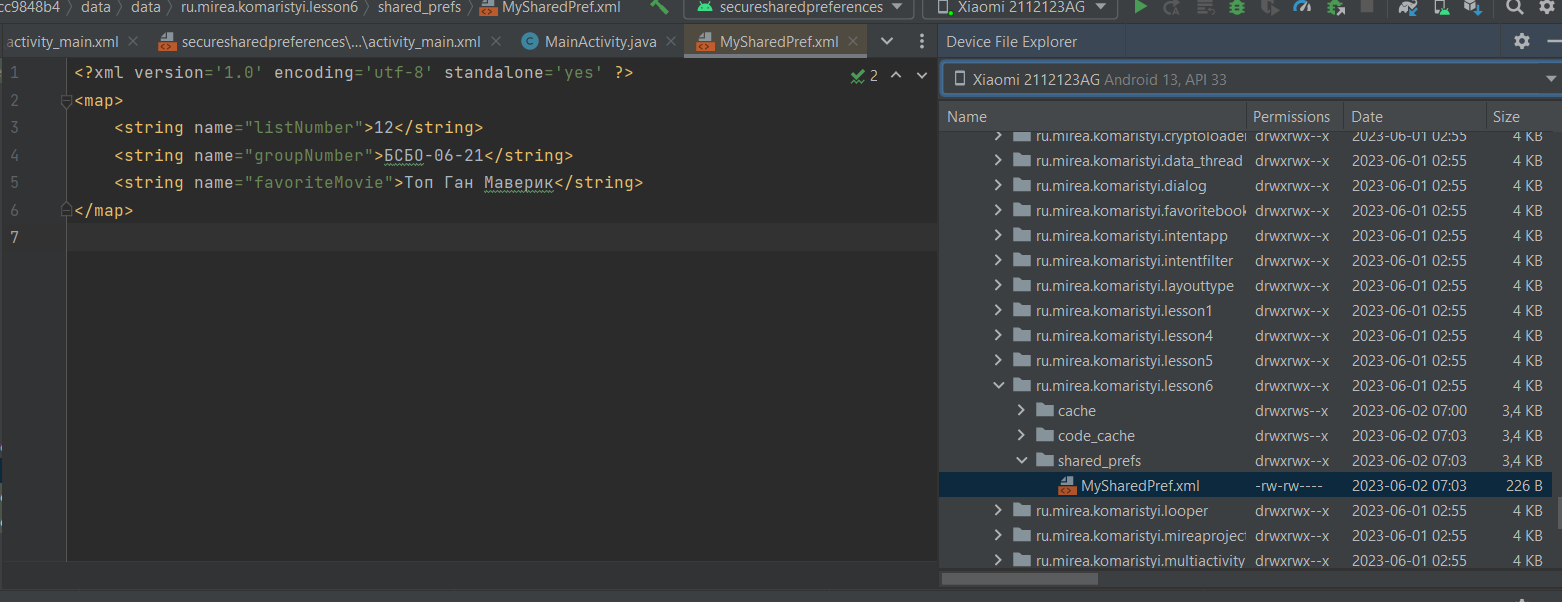 cc9848b4 > data > data > ru.mirea.komaristyi.lesson6 > shared_prefs > MySharedPref.xml securesharedpreferences Xiaomi 2112123AG
activity_main.xml securesharedpreferences\...\activity_main.xml MainActivity.java MySharedPref.xml
1 <?xml version='1.0' encoding='utf-8' standalone='yes' ?> 2
2 <map>
3 <string name="listNumber">12</string>
4 <string name="groupNumber">БСБО-06-21</string>
5 <string name="favoriteMovie">Топ Ган Маверик</string>
6 </map>
7
Device File Explorer
Xiaomi 2112123AG Android 13, API 33
Name Permissions Date Size
ru.mirea.komaristyi.cryptoloader drwxrwx--x 2023-06-01 02:55 4 KB
ru.mirea.komaristyi.data_thread drwxrwx--x 2023-06-01 02:55 4 KB
ru.mirea.komaristyi.dialog drwxrwx--x 2023-06-01 02:55 4 KB
ru.mirea.komaristyi.favoritebook drwxrwx--x 2023-06-01 02:55 4 KB
ru.mirea.komaristyi.intentapp drwxrwx--x 2023-06-01 02:55 4 KB
ru.mirea.komaristyi.intentfilter drwxrwx--x 2023-06-01 02:55 4 KB
ru.mirea.komaristyi.layouttype drwxrwx--x 2023-06-01 02:55 4 KB
ru.mirea.komaristyi.lesson1 drwxrwx--x 2023-06-01 02:55 4 KB
ru.mirea.komaristyi.lesson4 drwxrwx--x 2023-06-01 02:55 4 KB
ru.mirea.komaristyi.lesson5 drwxrwx--x 2023-06-01 02:55 4 KB
ru.mirea.komaristyi.lesson6 drwxrwx--x 2023-06-01 02:55 4 KB
cache drwxrws--x 2023-06-02 07:00 3,4 KB
code_cache drwxrws--x 2023-06-02 07:03 3,4 KB
shared_prefs drwxrwx--x 2023-06-02 07:03 3,4 KB
MySharedPref.xml -rw-rw---- 2023-06-02 07:03 226 B
ru.mirea.komaristyi.looper drwxrwx--x 2023-06-01 02:55 4 KB
ru.mirea.komaristyi.mireaproject drwxrwx--x 2023-06-01 02:55 4 KB
ru.mirea.komaristyi.multiactivity drwxrwx--x 2023-06-01 02:55 4 KB